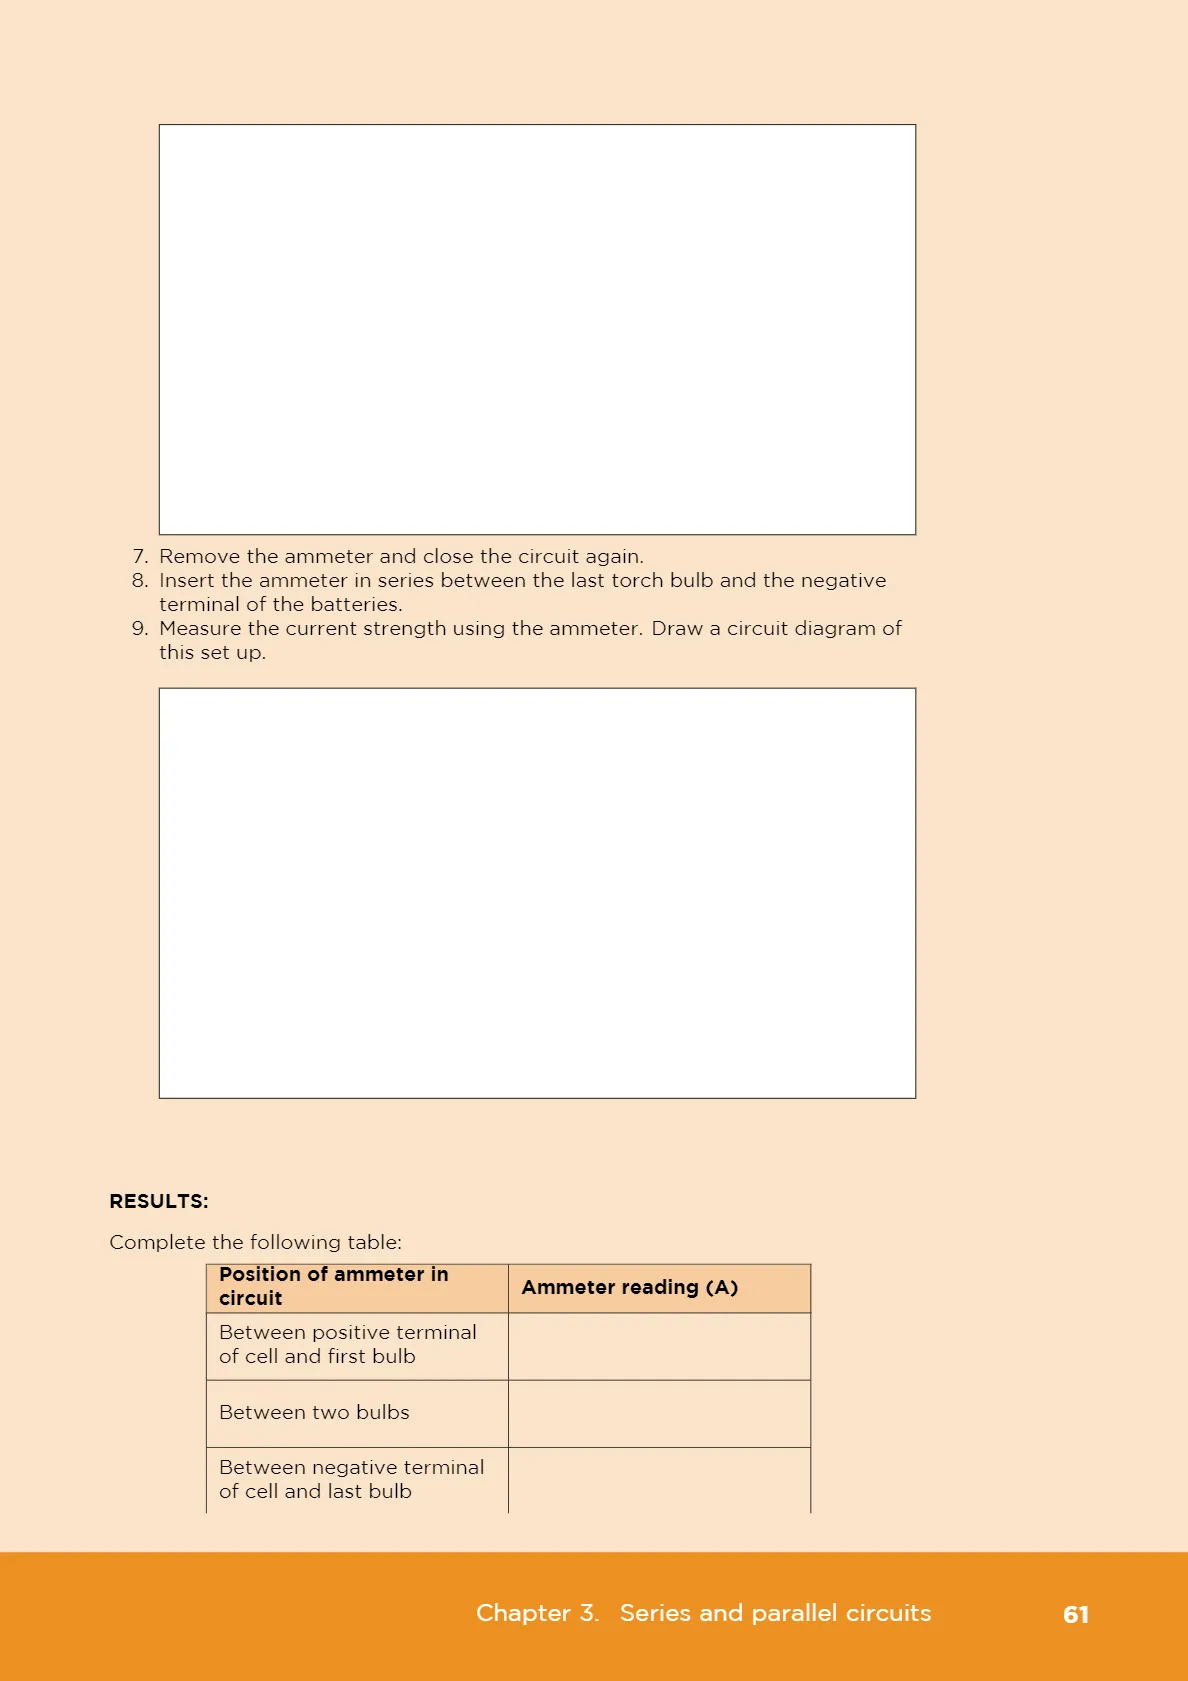 7. Remove the ammeter and close the circuit again.
8. Insert the ammeter in series between the last torch bulb and the negative
terminal of the batteries.
9. Measure the current strength using the ammeter. Draw a circuit diagram of
this set up.
RESULTS:
Complete the following table:
Position of ammeter in
circuit
Ammeter reading (A)
Between positive terminal
of cell and first bulb
Between two bulbs
Between negative terminal
of cell and last bulb
Chapter 3. Series and parallel circuits 61